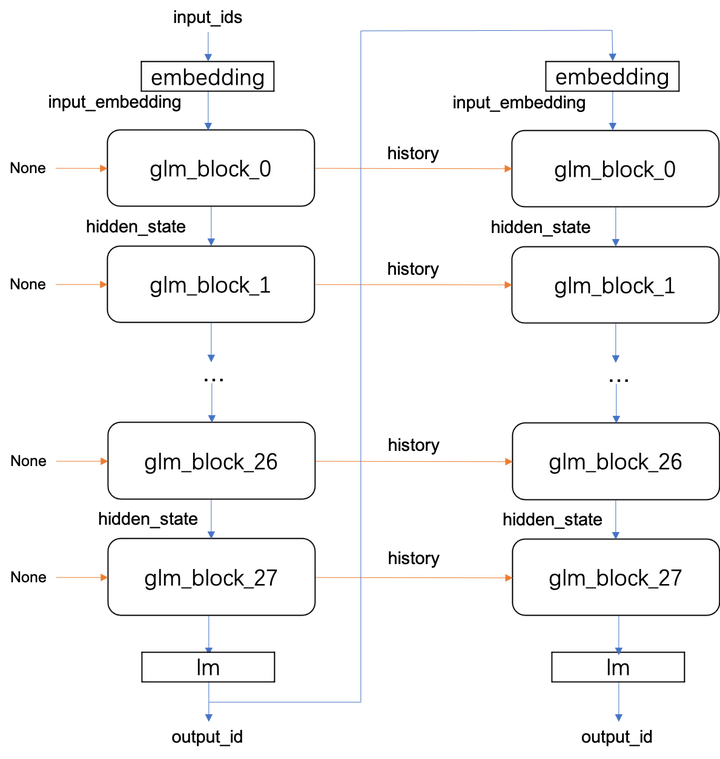 input_ids
embedding
input_embedding
None
glm_block_0
hidden_state
None
glm_block_1
...
None
glm_block_26
hidden_state
None
glm_block_27
lm
output_id
history
history
history
history
embedding
input_embedding
glm_block_0
hidden_state
glm_block_1
...
glm_block_26
hidden_state
glm_block_27
lm
output_id